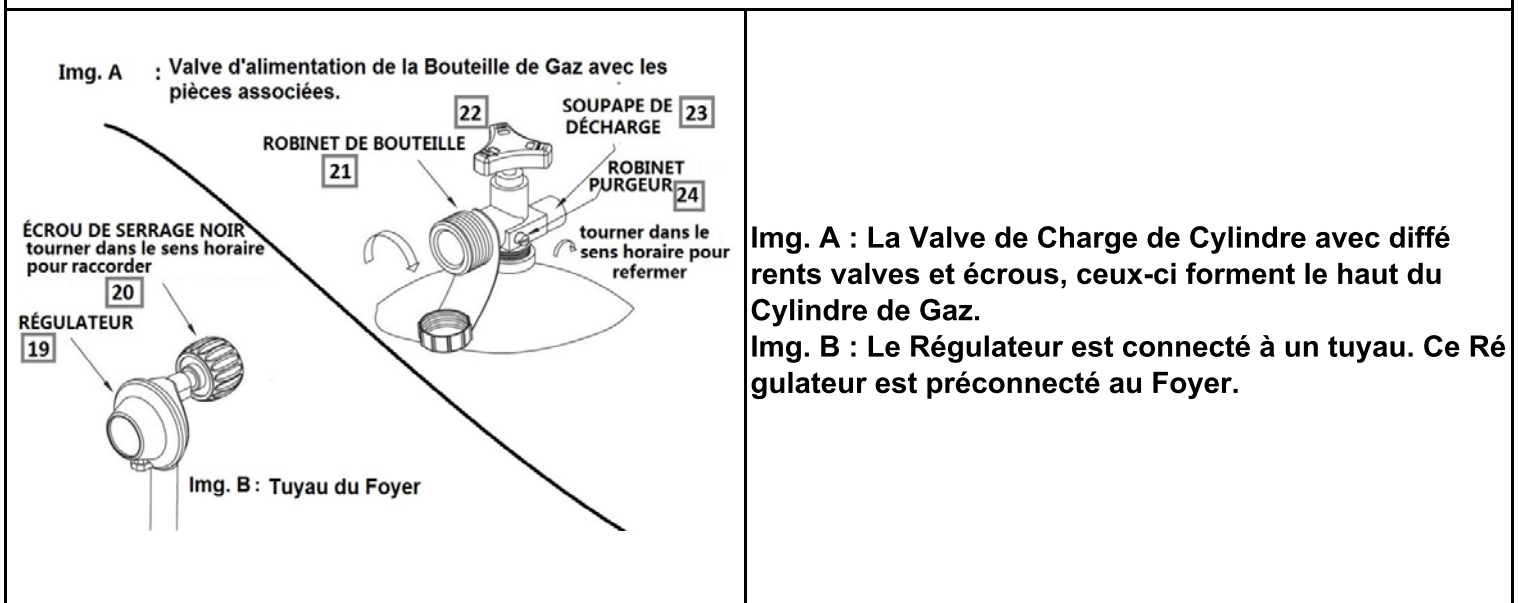 Img. A : Valve d'alimentation de la Bouteille de Gaz avec les
pièces associées.
22
SOUPAPE DE
DÉCHARGE
23
ROBINET DE BOUTEILLE
21
ROBINET
PURGEUR
24
tourner dans le
sens horaire pour
refermer
ÉCROU DE SERRAGE NOIR
tourner dans le sens horaire
pour raccorder
20
RÉGULATEUR
19
Img. B : Tuyau du Foyer
Img. A : La Valve de Charge de Cylindre avec diffé
rents valves et écrous, ceux-ci forment le haut du
Cylindre de Gaz.
Img. B : Le Régulateur est connecté à un tuyau. Ce Ré
gulateur est préconnecté au Foyer.